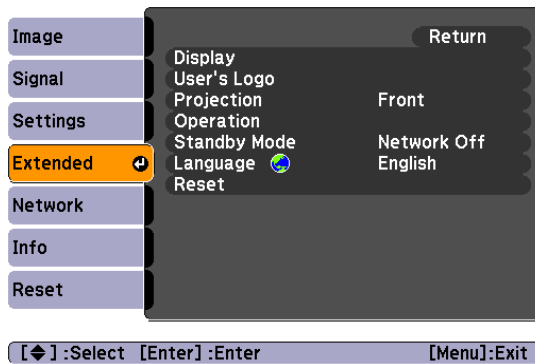 Image
Signal
Settings
Extended
Network
Info
Reset
Return
Display
User's Logo
Projection Front
Operation
Standby Mode Network Off
Language English
Reset
[◆] :Select [Enter] :Enter [Menu]:Exit